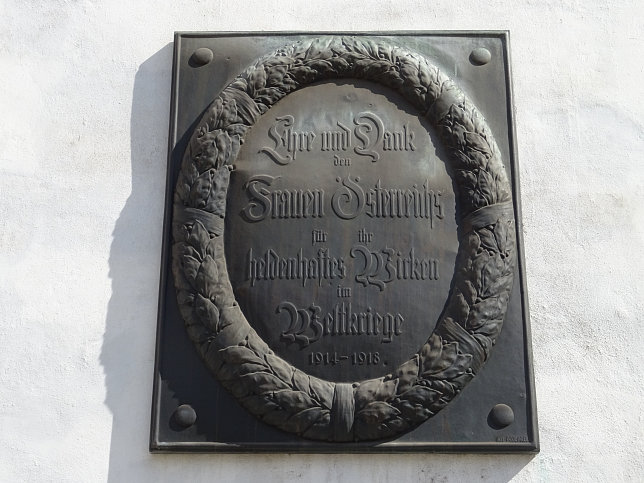 Ehre und Dank
den
Frauen Österreichs
für ihr
heldenhaftes Wirken
im
Weltkriege
1914–1918.